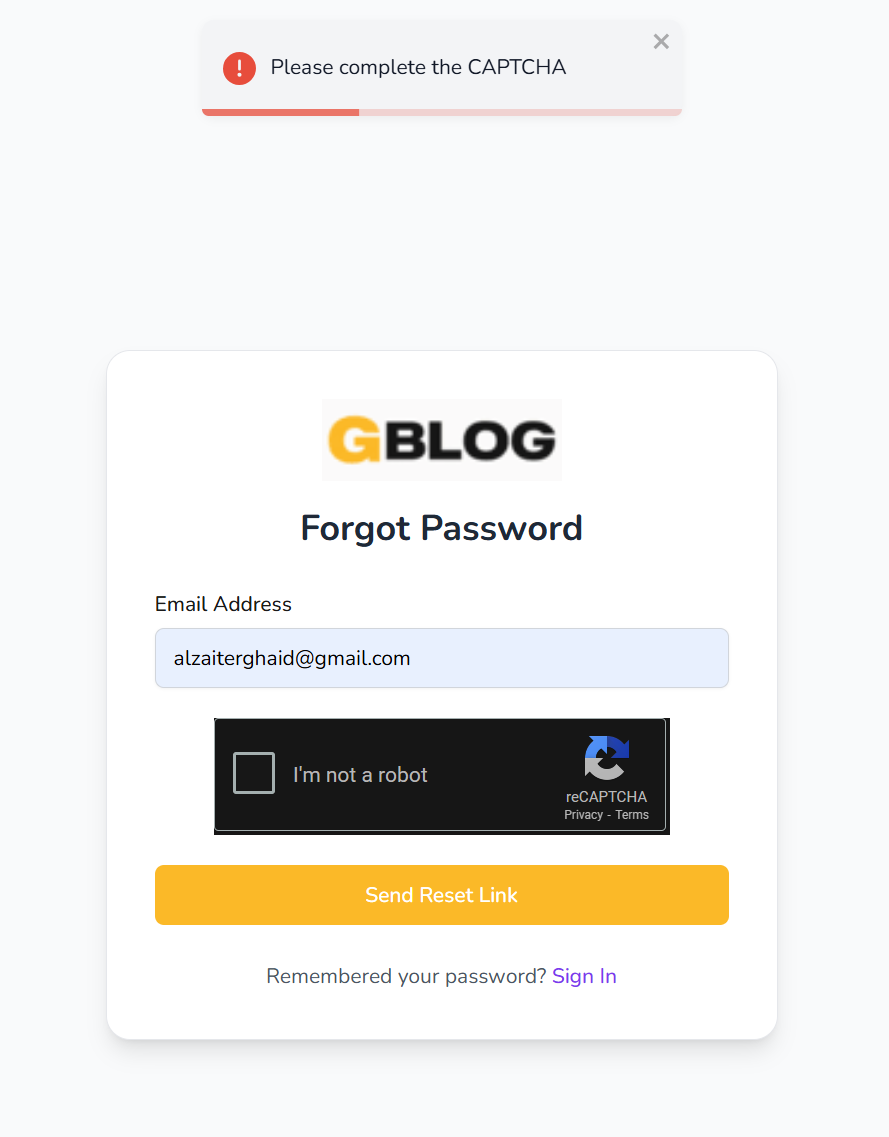 Please complete the CAPTCHA
GBLOG
Forgot Password
Email Address
alzaiterghaid@gmail.com
I'm not a robot
reCAPTCHA
Privacy - Terms
Send Reset Link
Remembered your password? Sign In